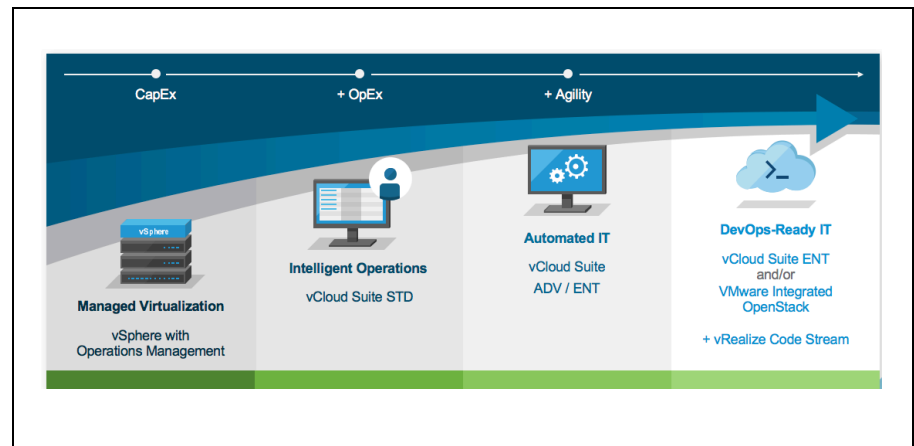 CapEx
+ OpEx
+ Agility
vSphere
Managed Virtualization
vSphere with
Operations Management
Intelligent Operations
vCloud Suite STD
Automated IT
vCloud Suite
ADV / ENT
>_
DevOps-Ready IT
vCloud Suite ENT
and/or
VMware Integrated
OpenStack
+ vRealize Code Stream